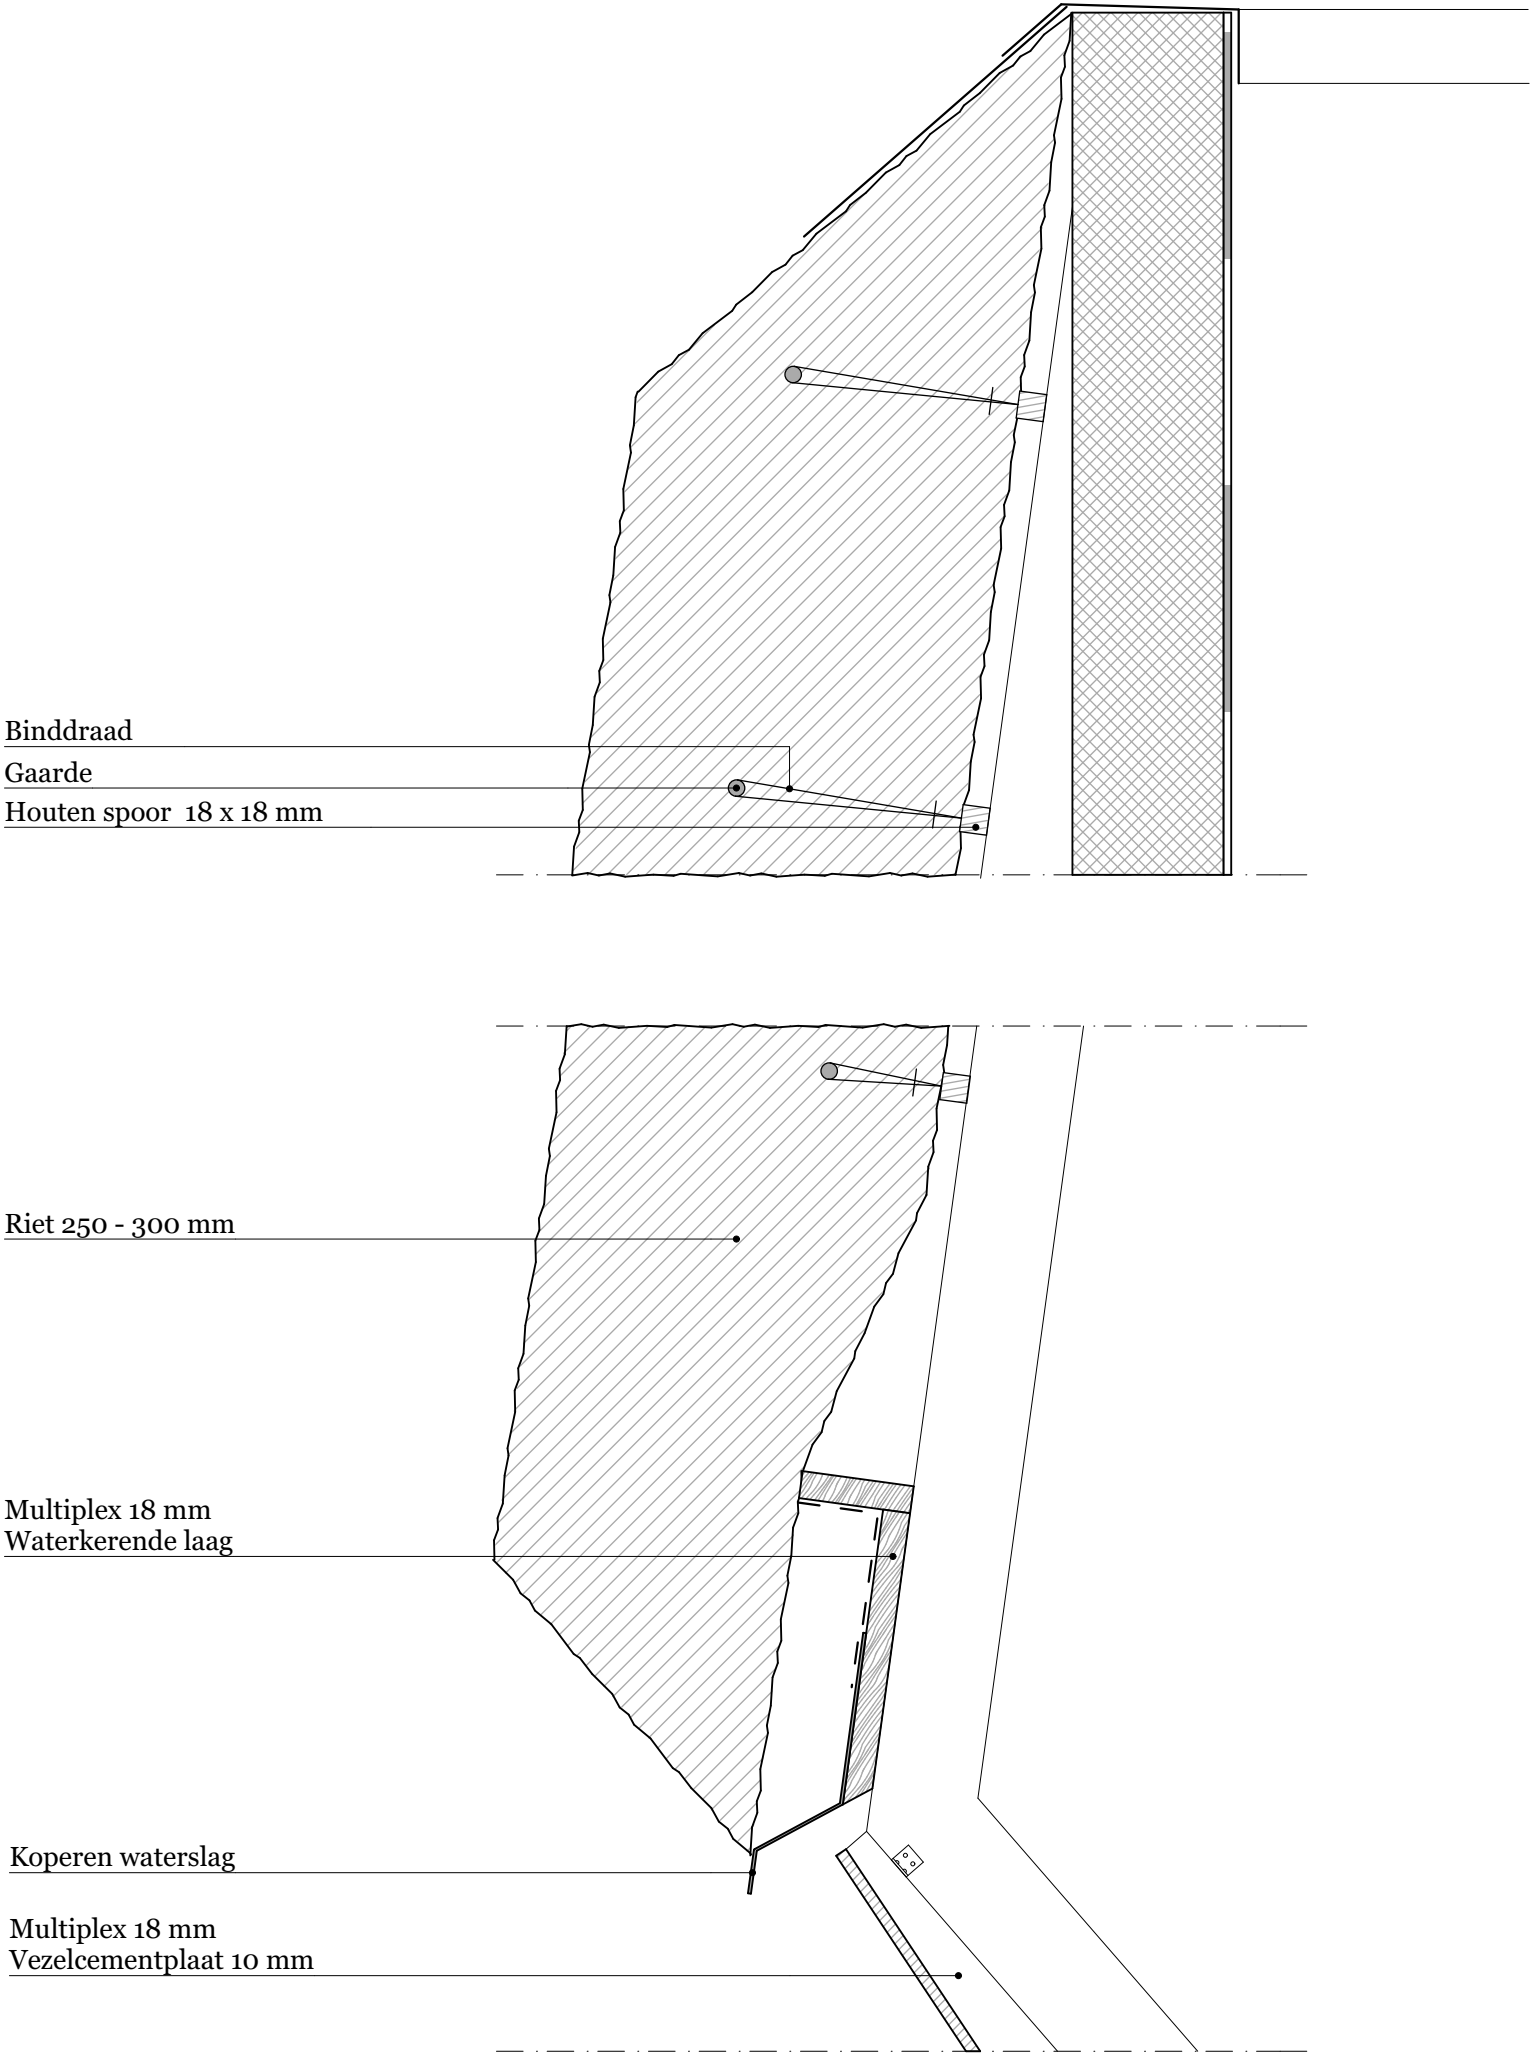 Binddraad
Gaarde
Houten spoor 18 x 18 mm
Riet 250 - 300 mm
Multiplex 18 mm
Waterkerende laag
Koperen waterslag
Multiplex 18 mm
Vezelcementplaat 10 mm